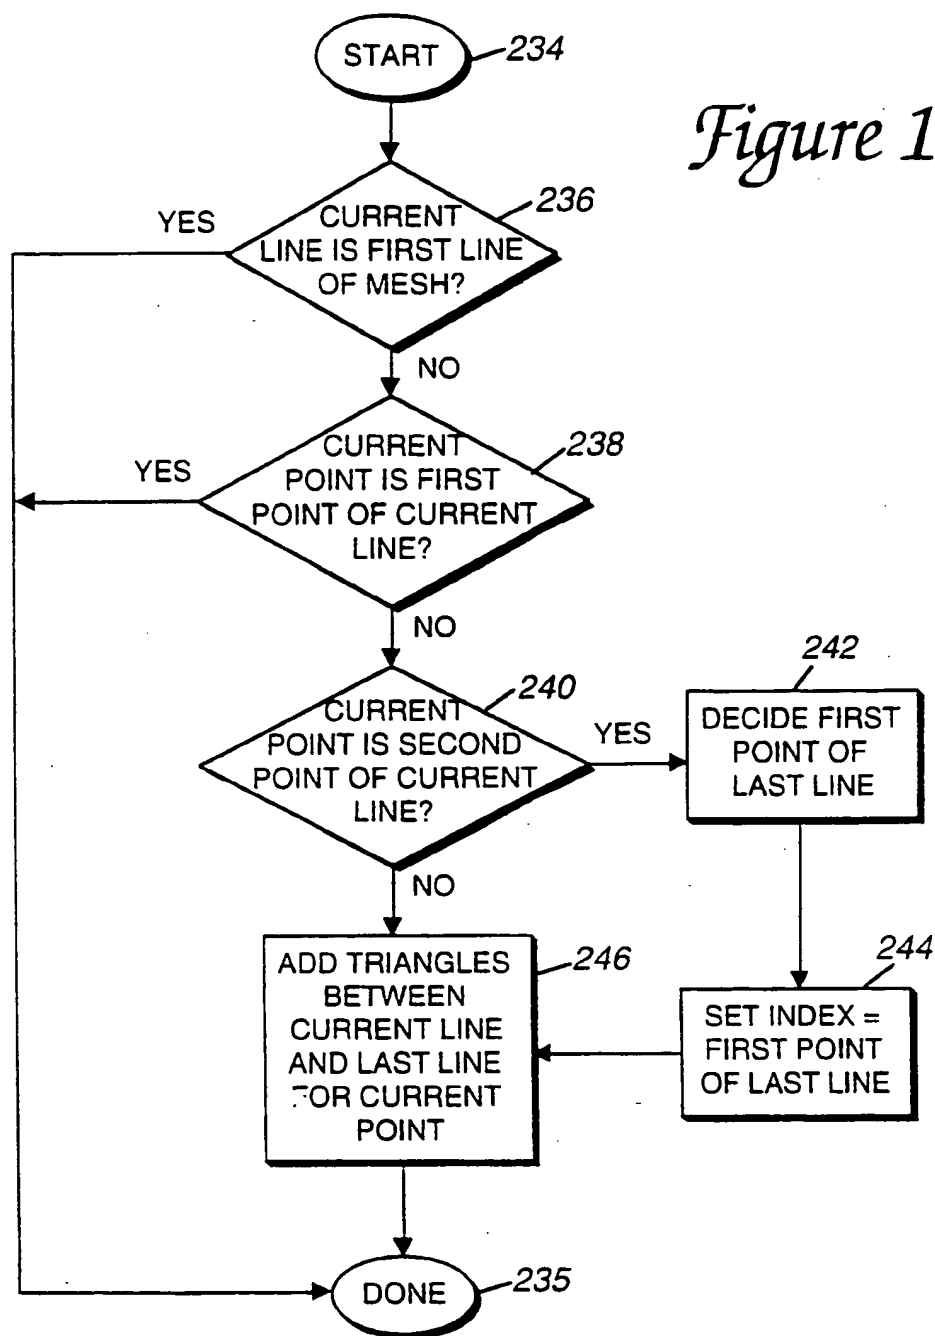 START
234
Figure 1
CURRENT
LINE IS FIRST LINE
OF MESH?
236
YES
NO
CURRENT
POINT IS FIRST
POINT OF CURRENT
LINE?
238
YES
NO
CURRENT
POINT IS SECOND
POINT OF CURRENT
LINE?
240
YES
242
DECIDE FIRST
POINT OF
LAST LINE
NO
ADD TRIANGLES
BETWEEN
CURRENT LINE
AND LAST LINE
FOR CURRENT
POINT
246
244
SET INDEX =
FIRST POINT
OF LAST LINE
DONE
235